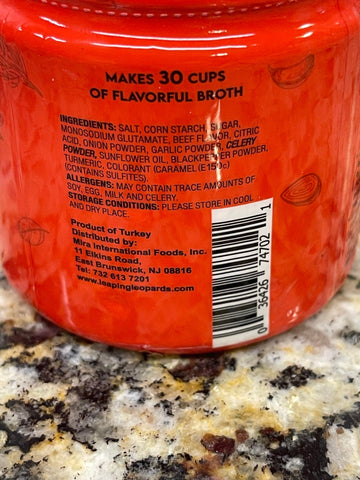 MAKES 30 CUPS
OF FLAVORFUL BROTH
INGREDIENTS: SALT, CORN STARCH, SUGAR,
MONOSODIUM GLUTAMATE, BEEF FLAVOR, CITRIC
ACID, ONION POWDER, GARLIC POWDER, CELERY
POWDER, SUNFLOWER OIL, BLACKPEPPER POWDER,
TURMERIC, COLORANT (CARAMEL (E150c)
(CONTAINS SULFITES).
ALLERGENS: MAY CONTAIN TRACE AMOUNTS OF
SOY, EGG, MILK AND CELERY.
STORAGE CONDITIONS: PLEASE STORE IN COOL
AND DRY PLACE.
Product of Turkey
Distributed by:
Mira International Foods, Inc.
11 Elkins Road,
East Brunswick, NJ 08816
Tel: 732 613 7201
www.leapingleopards.com
0 36426 74702 1